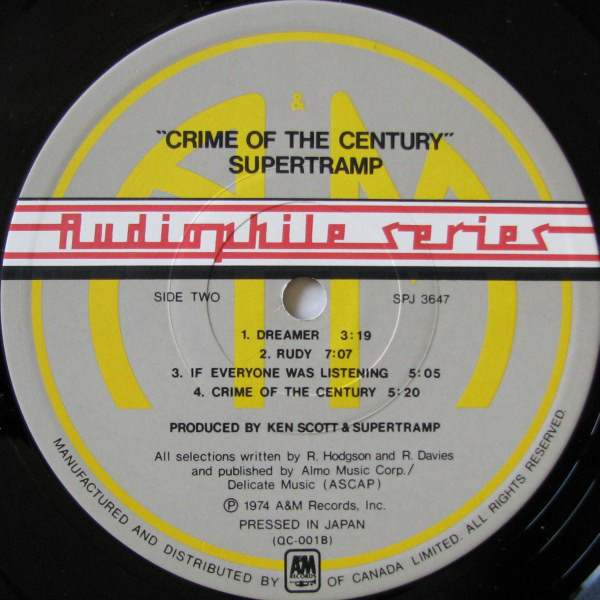 &
"CRIME OF THE CENTURY"
SUPERTRAMP
Audiophile series
SIDE TWO
SPJ 3647
1. DREAMER 3:19
2. RUDY 7:07
3. IF EVERYONE WAS LISTENING 5:05
4. CRIME OF THE CENTURY 5:20
PRODUCED BY KEN SCOTT & SUPERTRAMP
All selections written by R. Hodgson and R. Davies
and published by Almo Music Corp./
Delicate Music (ASCAP)
Ⓟ 1974 A&M Records, Inc.
PRESSED IN JAPAN
(QC-001B)
MANUFACTURED AND DISTRIBUTED BY A&M RECORDS OF CANADA LIMITED. ALL RIGHTS RESERVED.